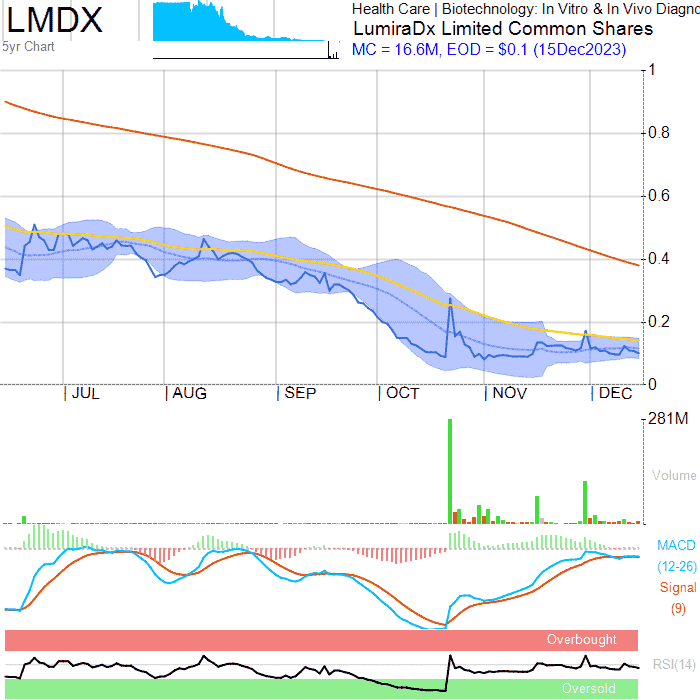 LMDX
5yr Chart
Health Care | Biotechnology: In Vitro & In Vivo Diagno
LumiraDx Limited Common Shares
MC = 16.6M, EOD = $0.1 (15Dec2023)
1
0.8
0.6
0.4
0.2
0
JUL AUG SEP OCT NOV DEC
281M
Volume
MACD
(12-26)
Signal
(9)
Overbought
RSI(14)
Oversold